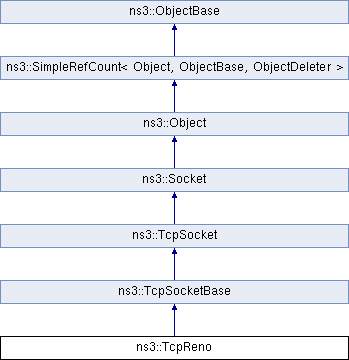 ns3::ObjectBase
ns3::SimpleRefCount< Object, ObjectBase, ObjectDeleter >
ns3::Object
ns3::Socket
ns3::TcpSocket
ns3::TcpSocketBase
ns3::TcpReno